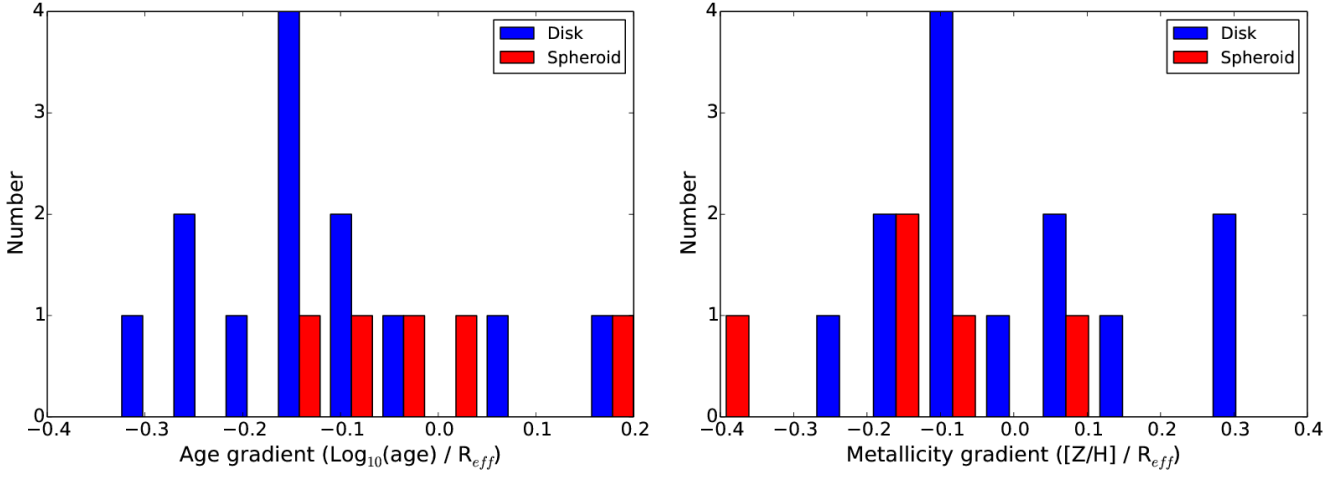 4
3
2
1
0
Number
−0.4 −0.3 −0.2 −0.1 0.0 0.1 0.2
Age gradient (Log₁₀(age) / R_eff)
Disk
Spheroid
4
3
2
1
0
Number
−0.4 −0.3 −0.2 −0.1 0.0 0.1 0.2 0.3 0.4
Metallicity gradient ([Z/H] / R_eff)
Disk
Spheroid